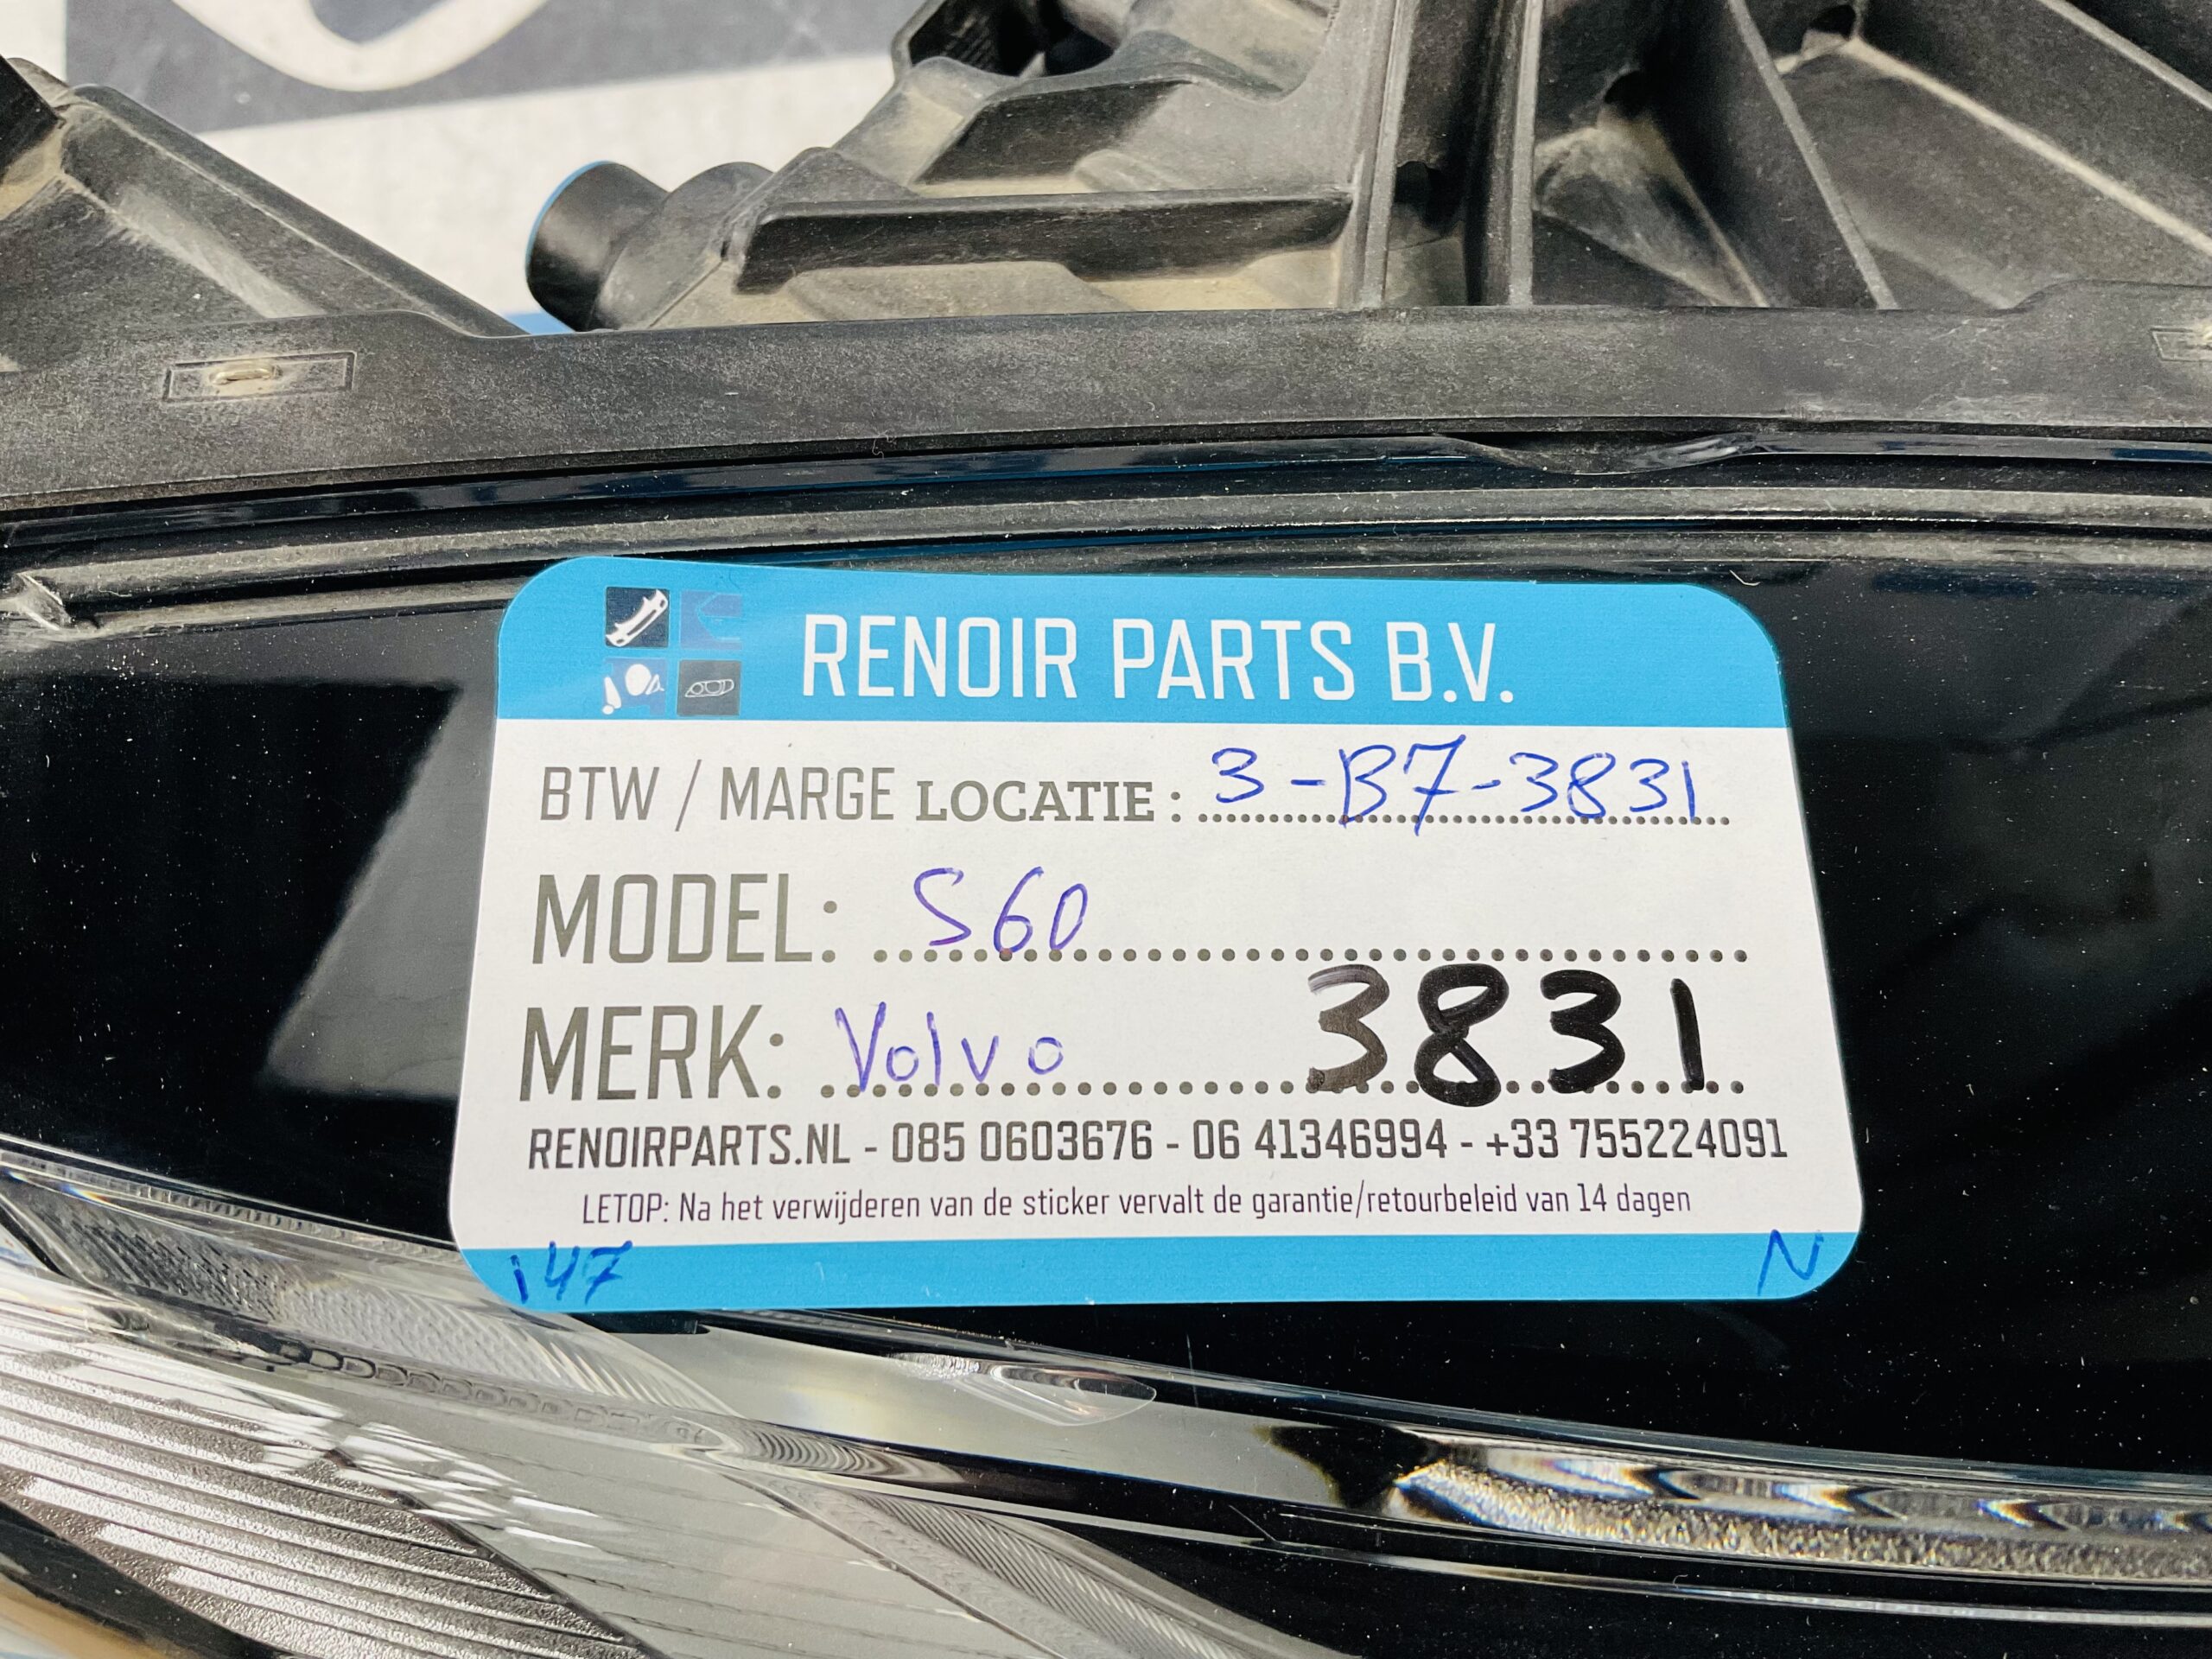 RENOIR PARTS B.V.
BTW / MARGE LOCATIE : 3-B7-3831
MODEL: S60
MERK: Volvo 3831
RENOIRPARTS.NL - 085 0603676 - 06 41346994 - +33 755224091
LETOP: Na het verwijderen van de sticker vervalt de garantie/retourbeleid van 14 dagen
i47 N